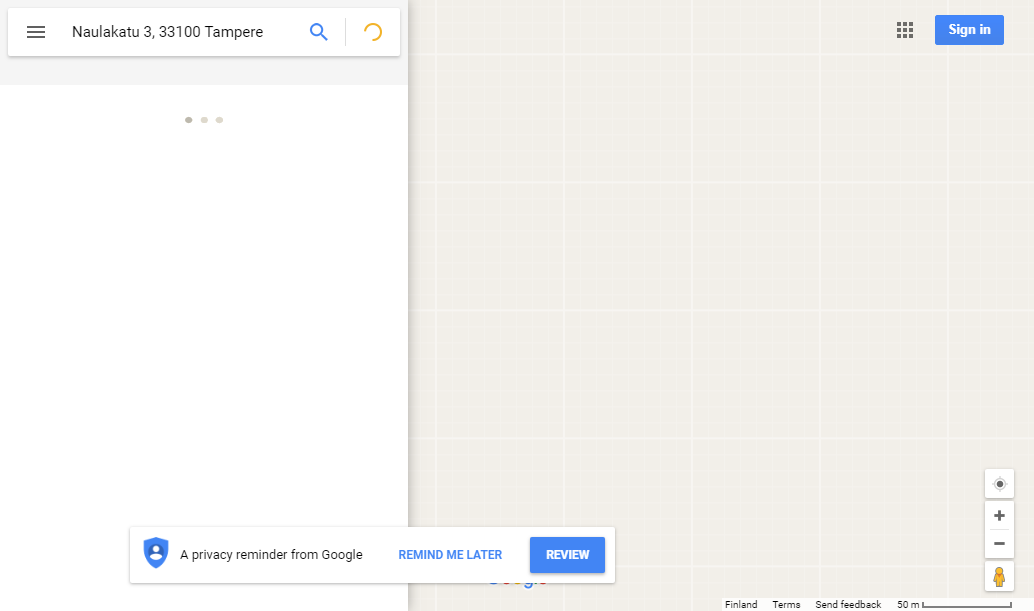 Naulakatu 3, 33100 Tampere
Sign in
A privacy reminder from Google
REMIND ME LATER
REVIEW
Google
Finland
Terms
Send feedback
50 m